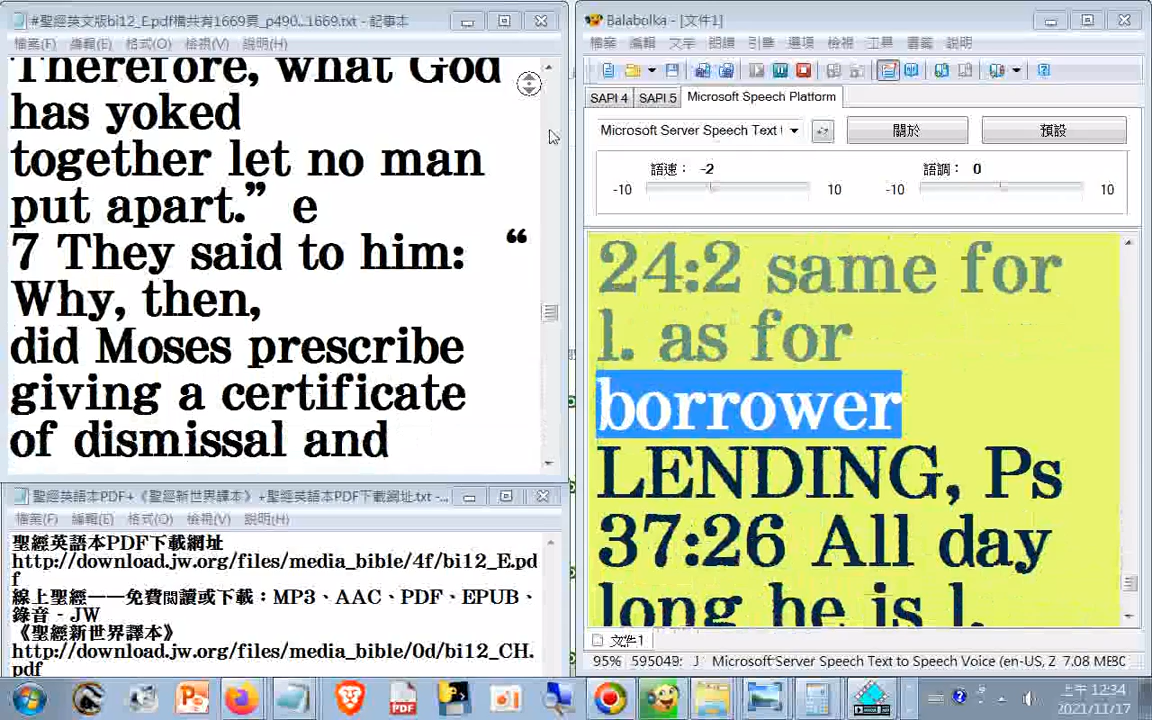 #聖經英文版bi12_E.pdf檔共有1669頁_p490...1669.txt - 記事本
檔案(F) 編輯(E) 格式(O) 檢視(V) 說明(H)
Therefore, what God
has yoked
together let no man
put apart.” e
7 They said to him: “
Why, then,
did Moses prescribe
giving a certificate
of dismissal and
聖經英語本PDF+《聖經新世界譯本》+聖經英語本PDF下載網址.txt - ...
檔案(F) 編輯(E) 格式(O) 檢視(V) 說明(H)
聖經英語本PDF下載網址
http://download.jw.org/files/media_bible/4f/bi12_E.pd
f
線上聖經——免費閱讀或下載：MP3、AAC、PDF、EPUB、
錄音 - JW
《聖經新世界譯本》
http://download.jw.org/files/media_bible/0d/bi12_CH.
pdf
Balabolka - [文件1]
檔案 編輯 文字 朗讀 引擎 選項 檢視 工具 書籤 說明
SAPI 4 SAPI 5 Microsoft Speech Platform
Microsoft Server Speech Text 關於 預設
語速： -2 語調： 0
-10 10 -10 10
24:2 same for
l. as for
borrower
LENDING, Ps
37:26 All day
long he is l.
文件1
95% 595049: Microsoft Server Speech Text to Speech Voice (en-US, Z 7.08 MB
上午 12:34
2021/11/17